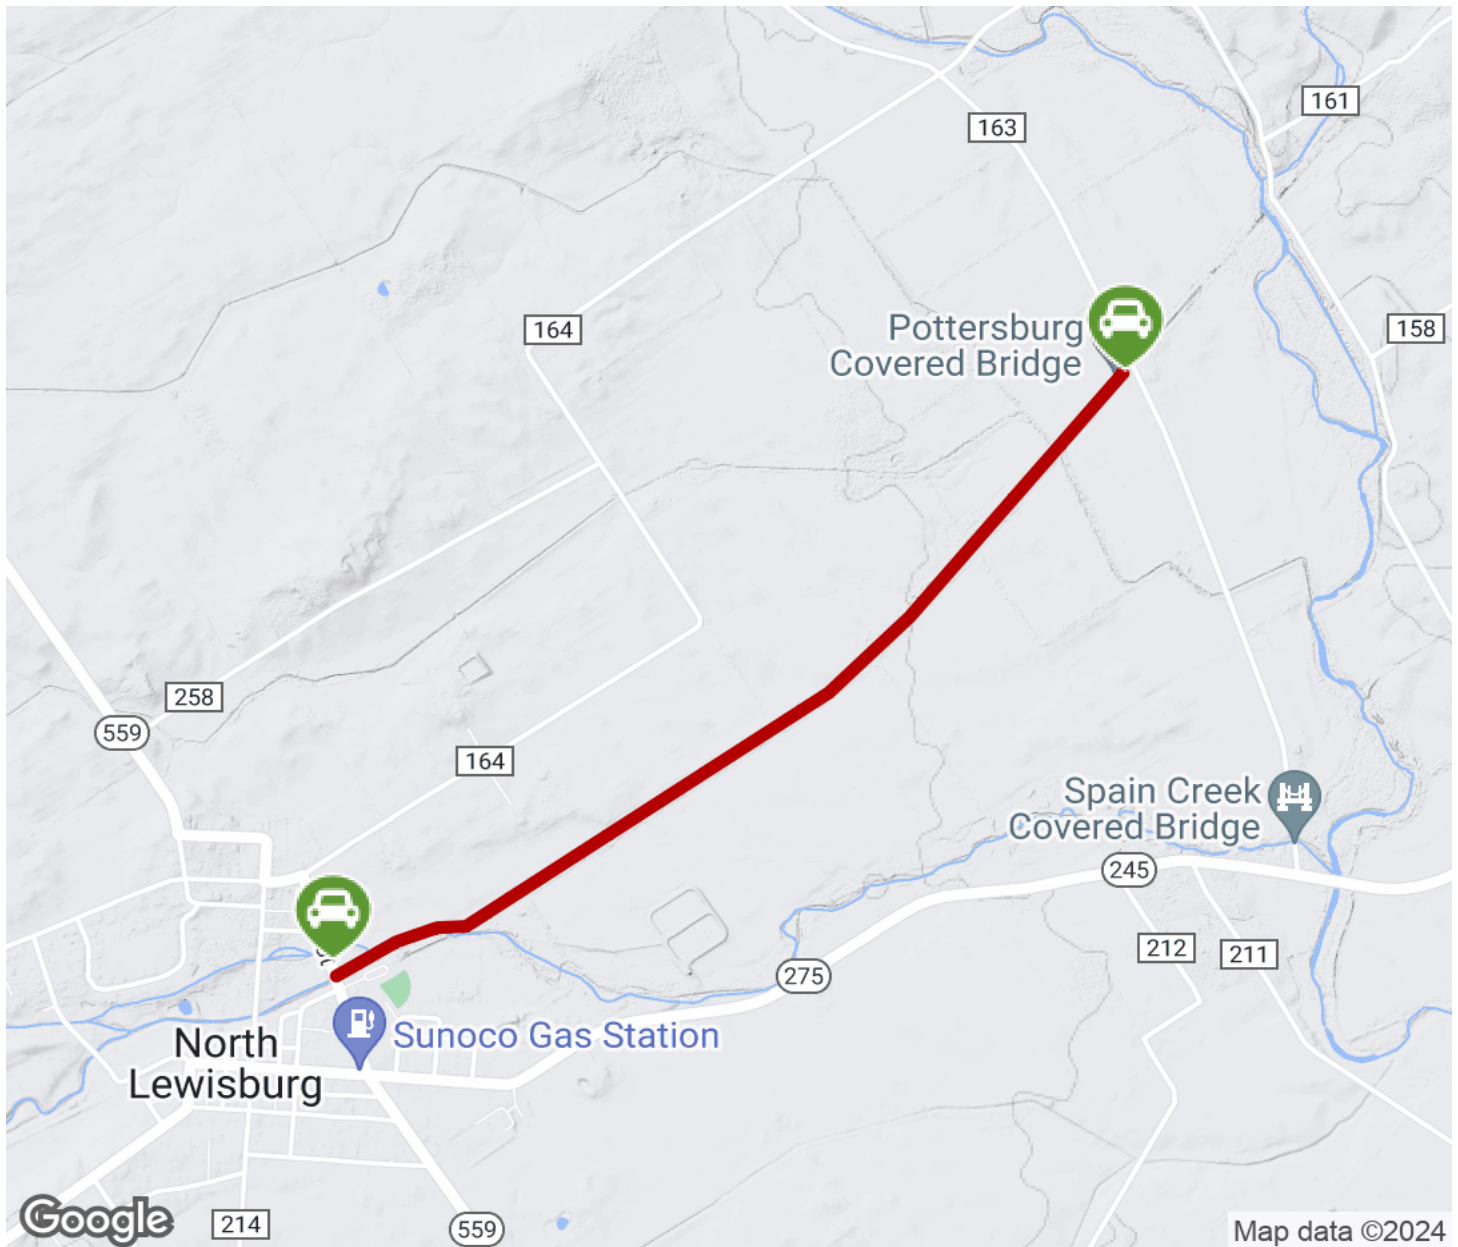 161
163
158
Pottersburg
Covered Bridge
164
258
559
164
Spain Creek
Covered Bridge
245
212
211
275
Sunoco Gas Station
North
Lewisburg
214
559
Google
Map data ©2024